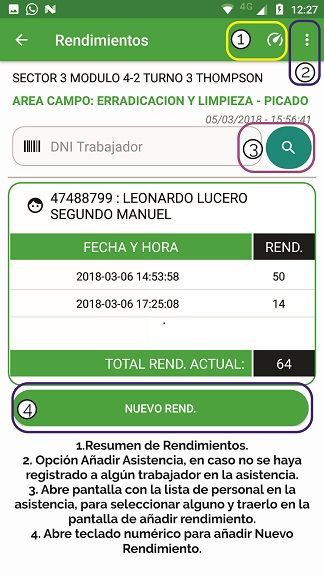 4G 12:27
Rendimientos
1
2
SECTOR 3 MODULO 4-2 TURNO 3 THOMPSON
AREA CAMPO: ERRADICACION Y LIMPIEZA - PICADO
05/03/2018 - 15:56:41
DNI Trabajador
3
47488799 : LEONARDO LUCERO
SEGUNDO MANUEL
FECHA Y HORA REND.
2018-03-06 14:53:58 50
2018-03-06 17:25:08 14
TOTAL REND. ACTUAL: 64
4 NUEVO REND.
1.Resumen de Rendimientos.
2. Opción Añadir Asistencia, en caso no se haya
registrado a algún trabajador en la asistencia.
3. Abre pantalla con la lista de personal en la
asistencia, para seleccionar alguno y traerlo en la
pantalla de añadir rendimiento.
4. Abre teclado numérico para añadir Nuevo
Rendimiento.